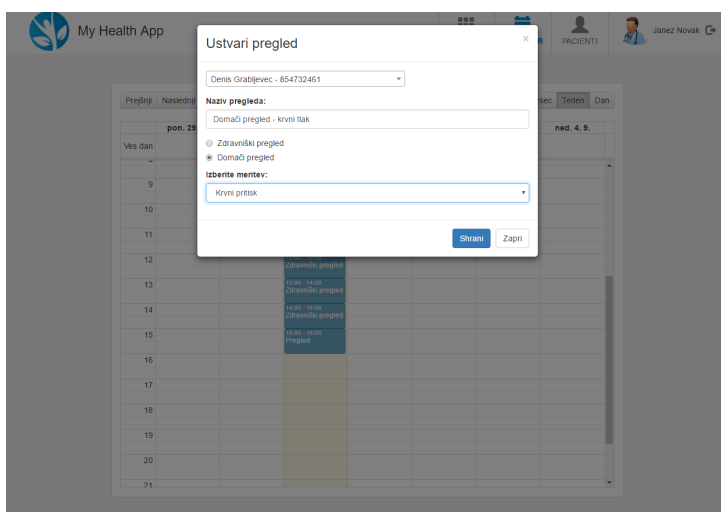 My Health App
R
PACIENTI
Janez Novak
Ustvari pregled
×
Denis Grabljevec - 854732461
Naziv pregleda:
Domači pregled - krvni tlak
Zdravniški pregled
Domači pregled
Izberite meritev:
Krvni pritisk
Shrani
Zapri
Prejšnji
Naslednji
esec
Teden
Dan
pon. 29
ned. 4. 9.
Ves dan
9
10
11
12
Zdravniški pregled
13
13:00 - 14:00
Zdravniški pregled
14
14:00 - 15:00
Zdravniški pregled
15
15:00 - 16:00
Pregled
16
17
18
19
20
21